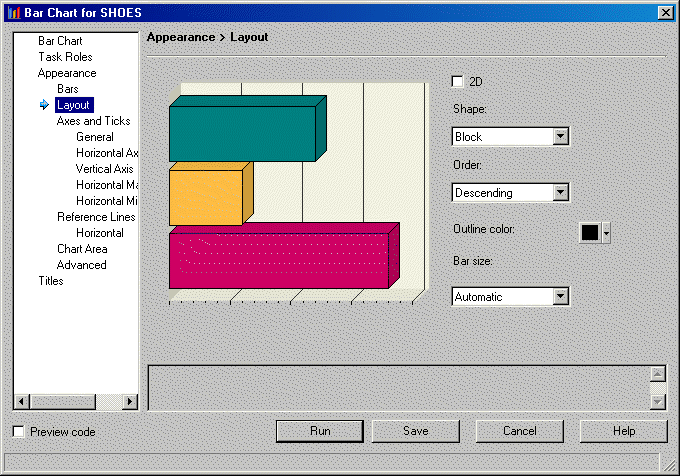 Bar Chart for SHOES
Bar Chart
Task Roles
Appearance
Bars
Layout
Axes and Ticks
General
Horizontal Ax
Vertical Axis
Horizontal Ma
Horizontal Mi
Reference Lines
Horizontal
Chart Area
Advanced
Titles
Appearance > Layout
2D
Shape:
Block
Order:
Descending
Outline color:
Bar size:
Automatic
Preview code
Run
Save
Cancel
Help